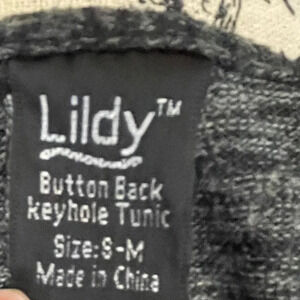 Lildy™
Button Back
Keyhole Tunic
Size: S-M
Made in China